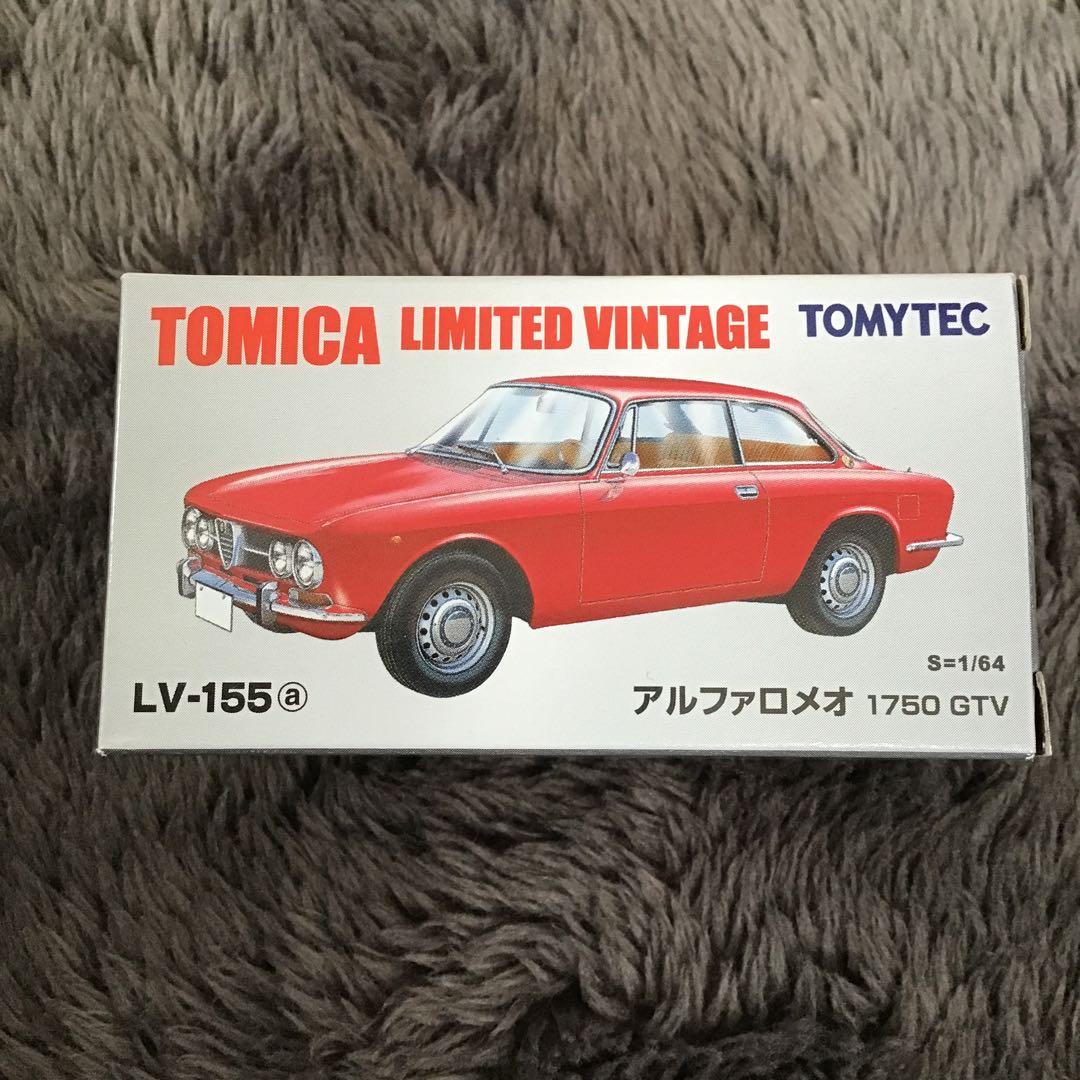 TOMICA LIMITED VINTAGE TOMYTEC
S=1/64
LV-155ⓐ アルファロメオ 1750 GTV